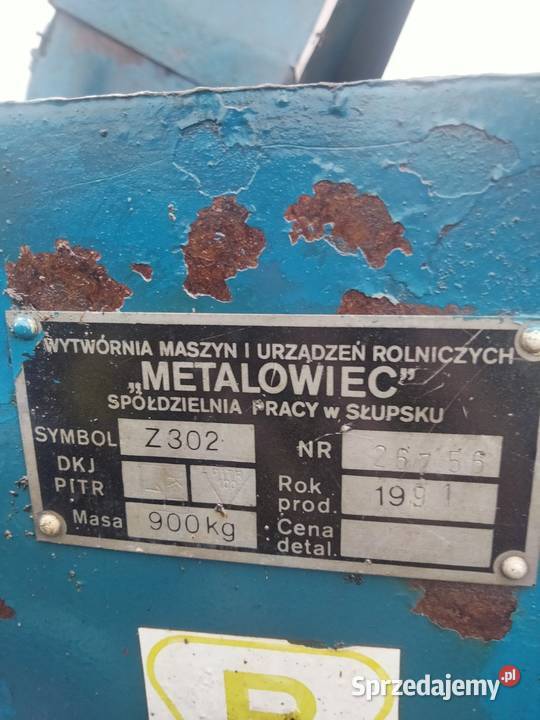 WYTWÓRNIA MASZYN I URZĄDZEŃ ROLNICZYCH
„METALOWIEC"
SPÓŁDZIELNIA PRACY w SŁUPSKU
SYMBOL Z302 NR 26756
DKJ
PITR
Rok prod. 1991
Masa 900kg
Cena detal.
R
Sprzedajemy.pl